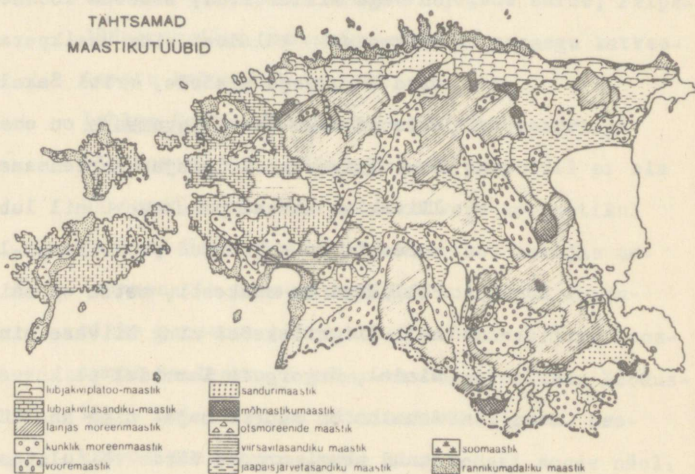 TÄHTSAMAD
MAASTIKUTÜÜBID
lubjakiviplatoo-maastik
lubjakivitasandiku-maastik
lainjas moreenmaastik
künklik moreenmaastik
vooremaastik
sandurimaastik
mõhnastikumaastik
otsmoreenide maastik
viirsavitasandiku maastik
jääpaisjärvetasandiku maastik
soomaastik
rannikumadaliku maastik